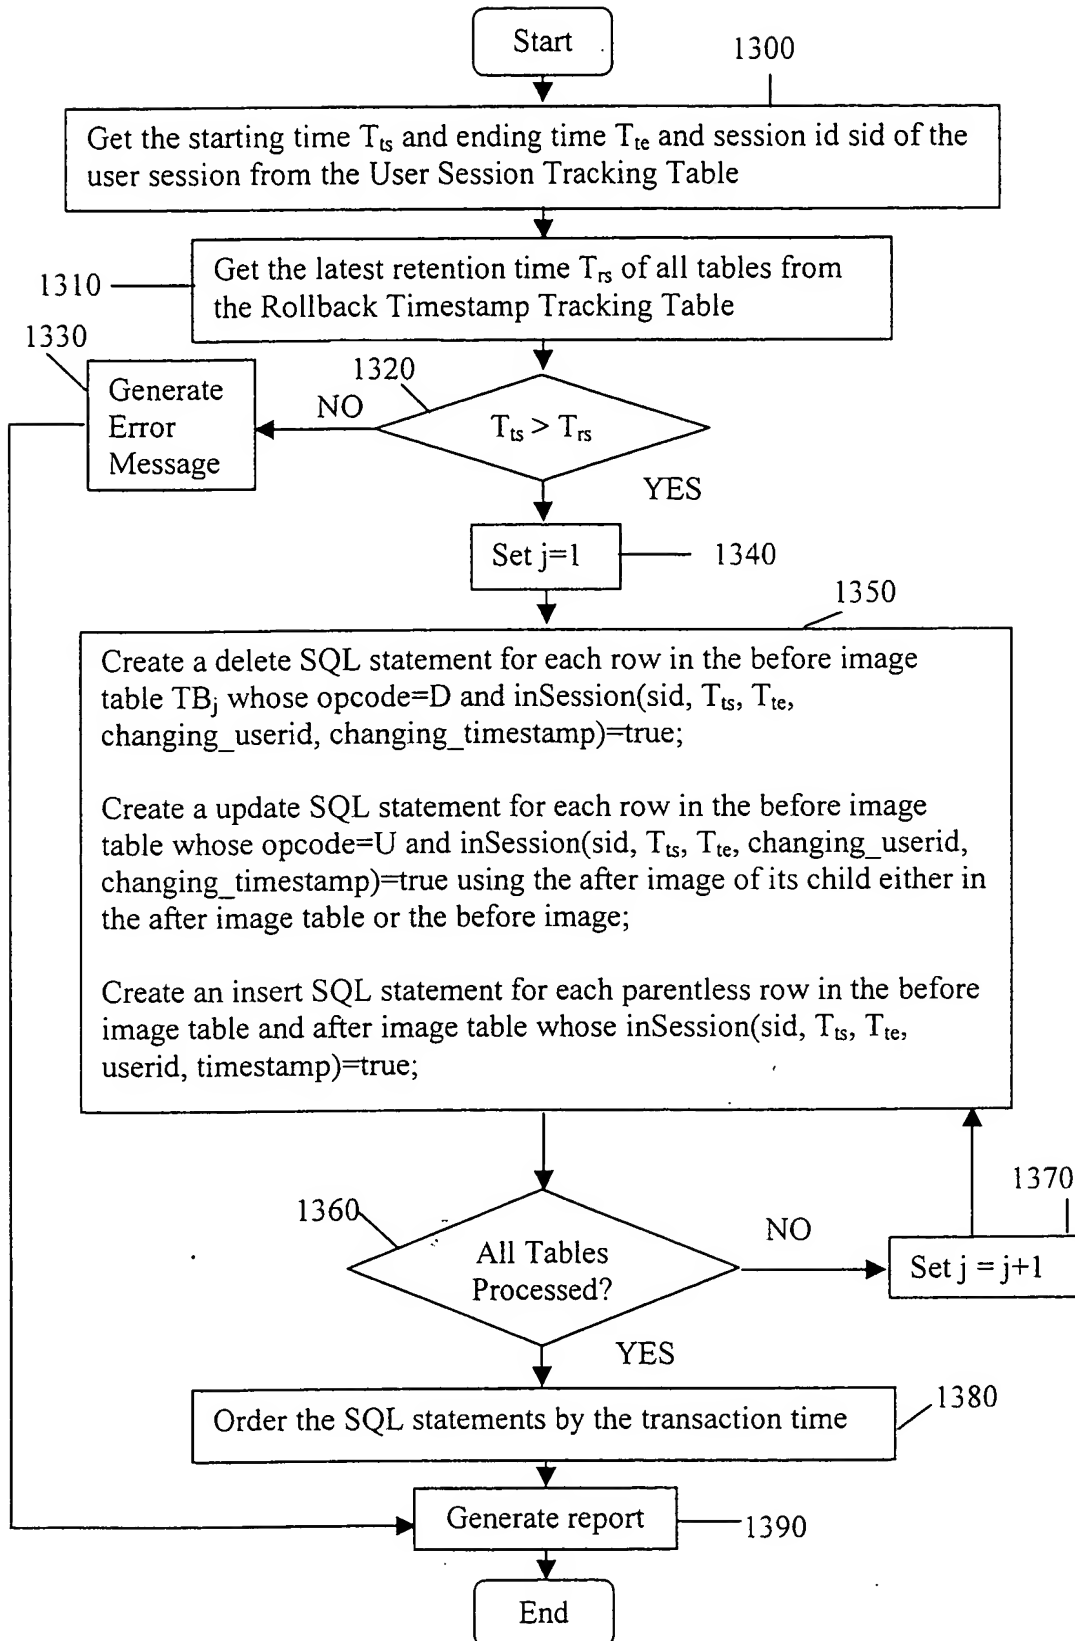 Start
1300
Get the starting time Tts and ending time Tte and session id sid of the
user session from the User Session Tracking Table
Get the latest retention time Trs of all tables from
the Rollback Timestamp Tracking Table
1310
1330
1320
Generate
Error
Message
NO
Tts > Trs
YES
Set j=1
1340
1350
Create a delete SQL statement for each row in the before image
table TBj whose opcode=D and inSession(sid, Tts, Tte,
changing_userid, changing_timestamp)=true;
Create a update SQL statement for each row in the before image
table whose opcode=U and inSession(sid, Tts, Tte, changing_userid,
changing_timestamp)=true using the after image of its child either in
the after image table or the before image;
Create an insert SQL statement for each parentless row in the before
image table and after image table whose inSession(sid, Tts, Tte,
userid, timestamp)=true;
1370
1360
NO
All Tables
Processed?
Set j = j+1
YES
1380
Order the SQL statements by the transaction time
Generate report
1390
End